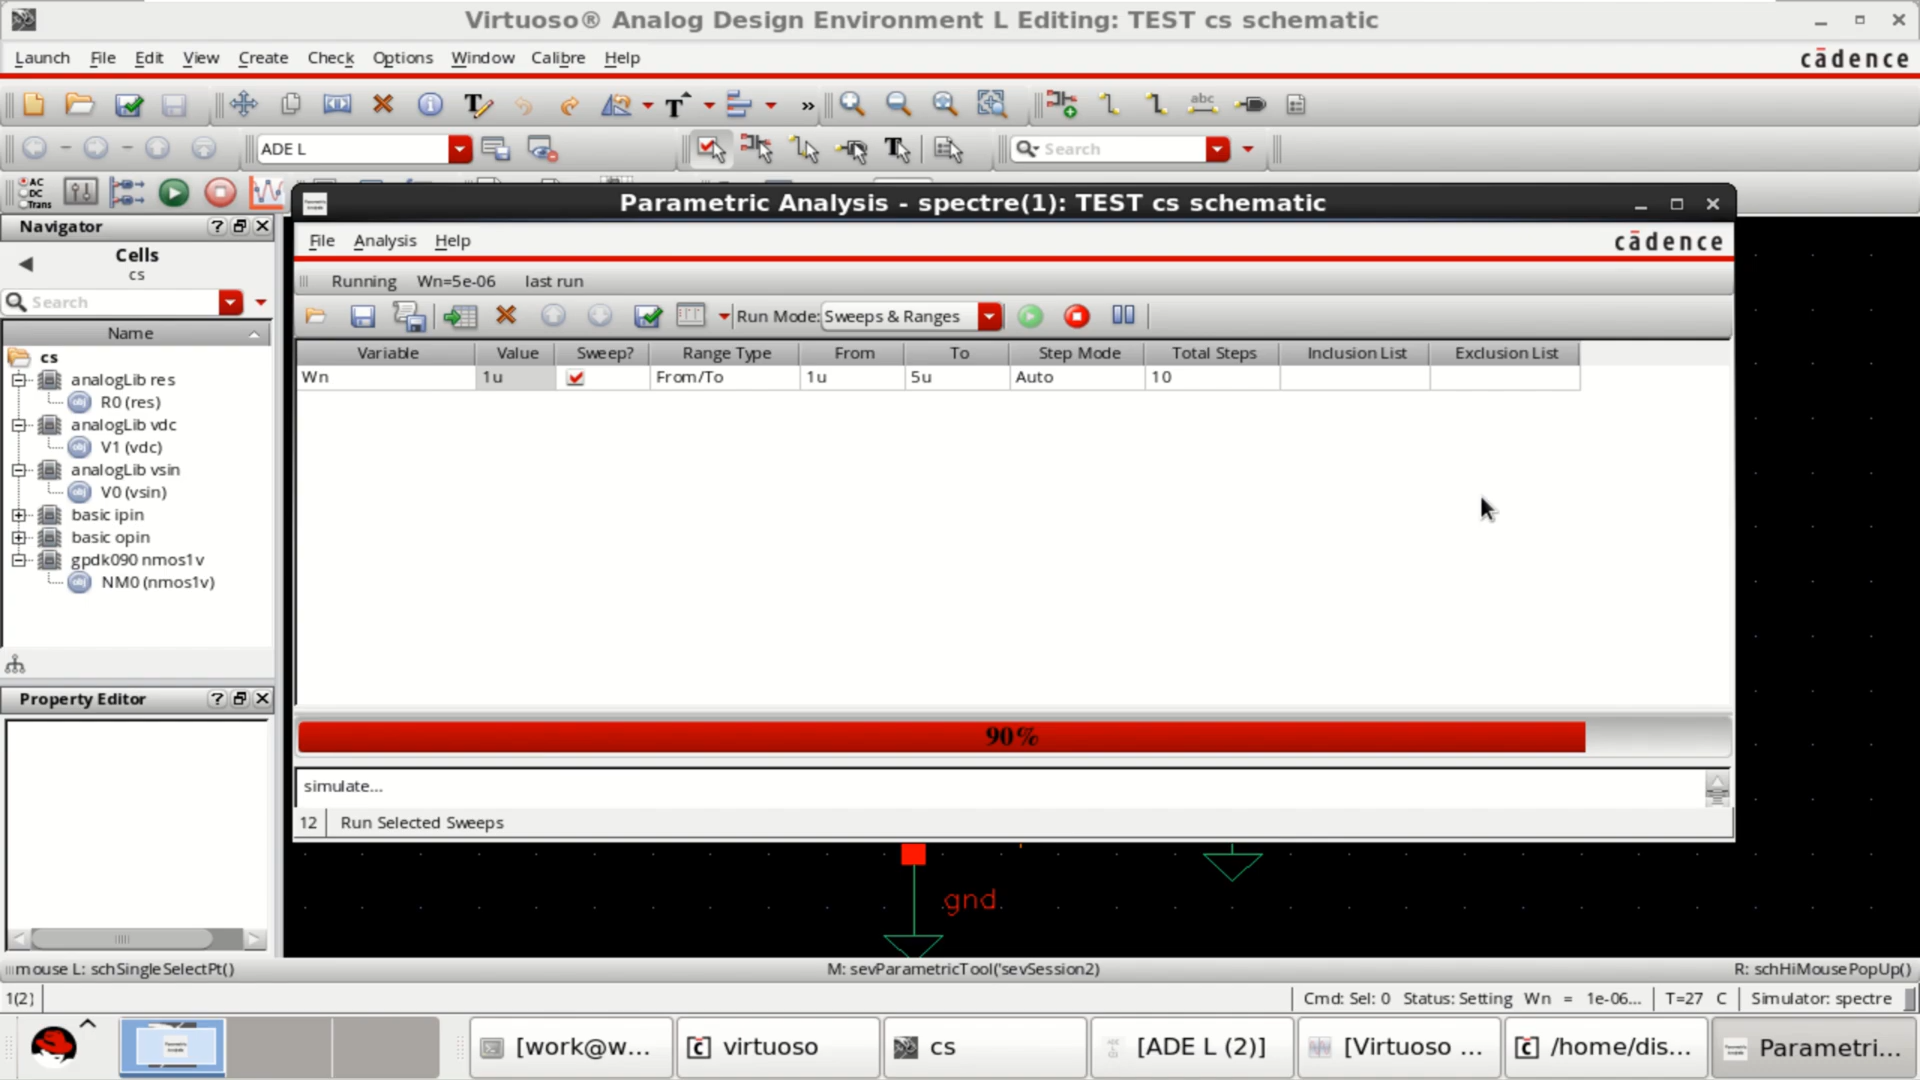 Virtuoso® Analog Design Environment L Editing: TEST cs schematic
Launch File Edit View Create Check Options Window Calibre Help
cādence
T T » abc
ADE L
Search
AC
DC
Trans
Parametric Analysis - spectre(1): TEST cs schematic
Navigator ?
File Analysis Help
cādence
Cells
cs
Running Wn=5e-06 last run
Search
Run Mode: Sweeps & Ranges
Name
Variable Value Sweep? Range Type From To Step Mode Total Steps Inclusion List Exclusion List
Wn 1u From/To 1u 5u Auto 10
cs
analogLib res
R0 (res)
analogLib vdc
V1 (vdc)
analogLib vsin
V0 (vsin)
basic ipin
basic opin
gpdk090 nmos1v
NM0 (nmos1v)
Property Editor ?
90%
simulate...
12 Run Selected Sweeps
gnd
mouse L: schSingleSelectPt() M: sevParametricTool('sevSession2) R: schHiMousePopUp()
1(2) Cmd: Sel: 0 Status: Setting Wn = 1e-06... T=27 C Simulator: spectre
[work@w... virtuoso cs [ADE L (2)] [Virtuoso ... /home/dis... Parametri...